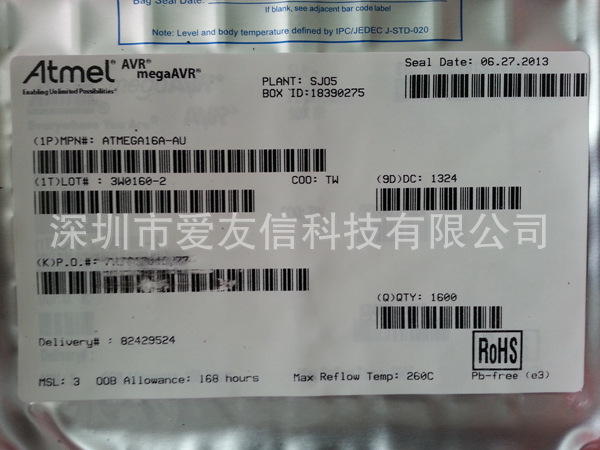 Bag Seal Date:
If blank, see adjacent bar code label
Note: Level and body temperature defined by IPC/JEDEC J-STD-020
Atmel® AVR®
megaAVR®
Enabling Unlimited Possibilities®
Seal Date: 06.27.2013
PLANT: SJ05
BOX ID:18390275
(1P)MPN#: ATMEGA16A-AU
(1T)LOT# : 3W0160-2
COO: TW
(9D)DC: 1324
深圳市爱友信科技有限公司
(K)P.O.#:
(Q)QTY: 1600
Delivery# : 82429524
RoHS
MSL: 3 OOB Allowance: 168 hours
Max Reflow Temp: 260C
Pb-free (e3)